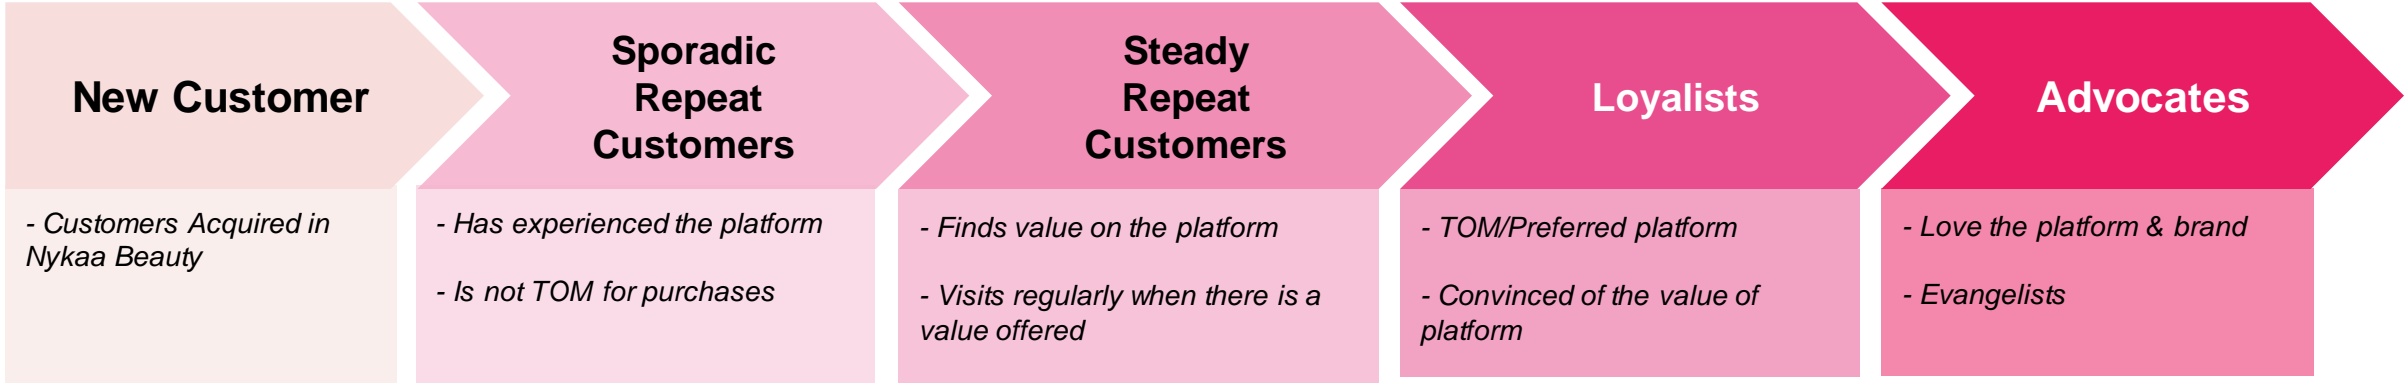 New Customer
Sporadic
Repeat
Customers
Steady
Repeat
Customers
Loyalists
Advocates
- Customers Acquired in
Nykaa Beauty
- Has experienced the platform
- Is not TOM for purchases
- Finds value on the platform
- Visits regularly when there is a
value offered
- TOM/Preferred platform
- Convinced of the value of
platform
- Love the platform & brand
- Evangelists